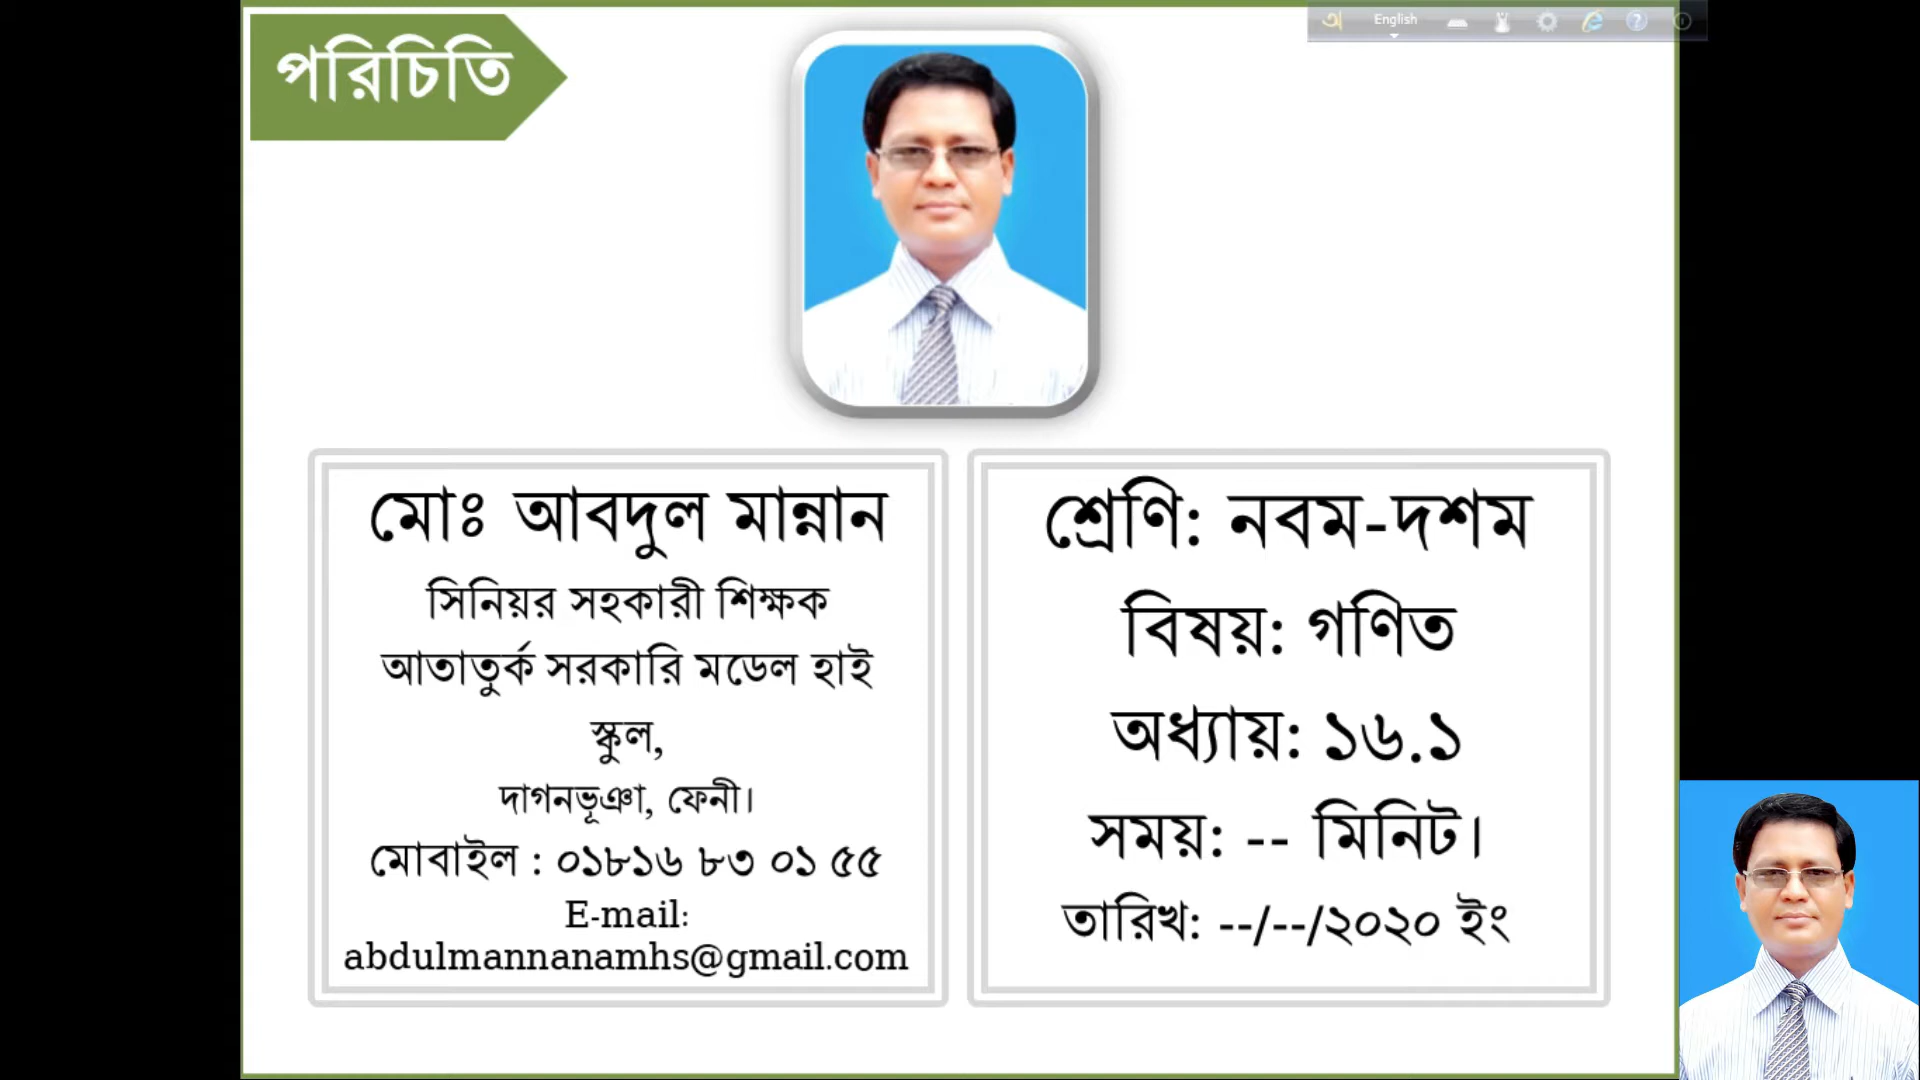 English
পরিচিতি
মোঃ আবদুল মান্নান
সিনিয়র সহকারী শিক্ষক
আতাতুর্ক সরকারি মডেল হাই
স্কুল,
দাগনভূঞা, ফেনী।
মোবাইল : ০১৮১৬ ৮৩ ০১ ৫৫
E-mail:
abdulmannanamhs@gmail.com
শ্রেণি: নবম-দশম
বিষয়: গণিত
অধ্যায়: ১৬.১
সময়: -- মিনিট।
তারিখ: --/--/২০২০ ইং